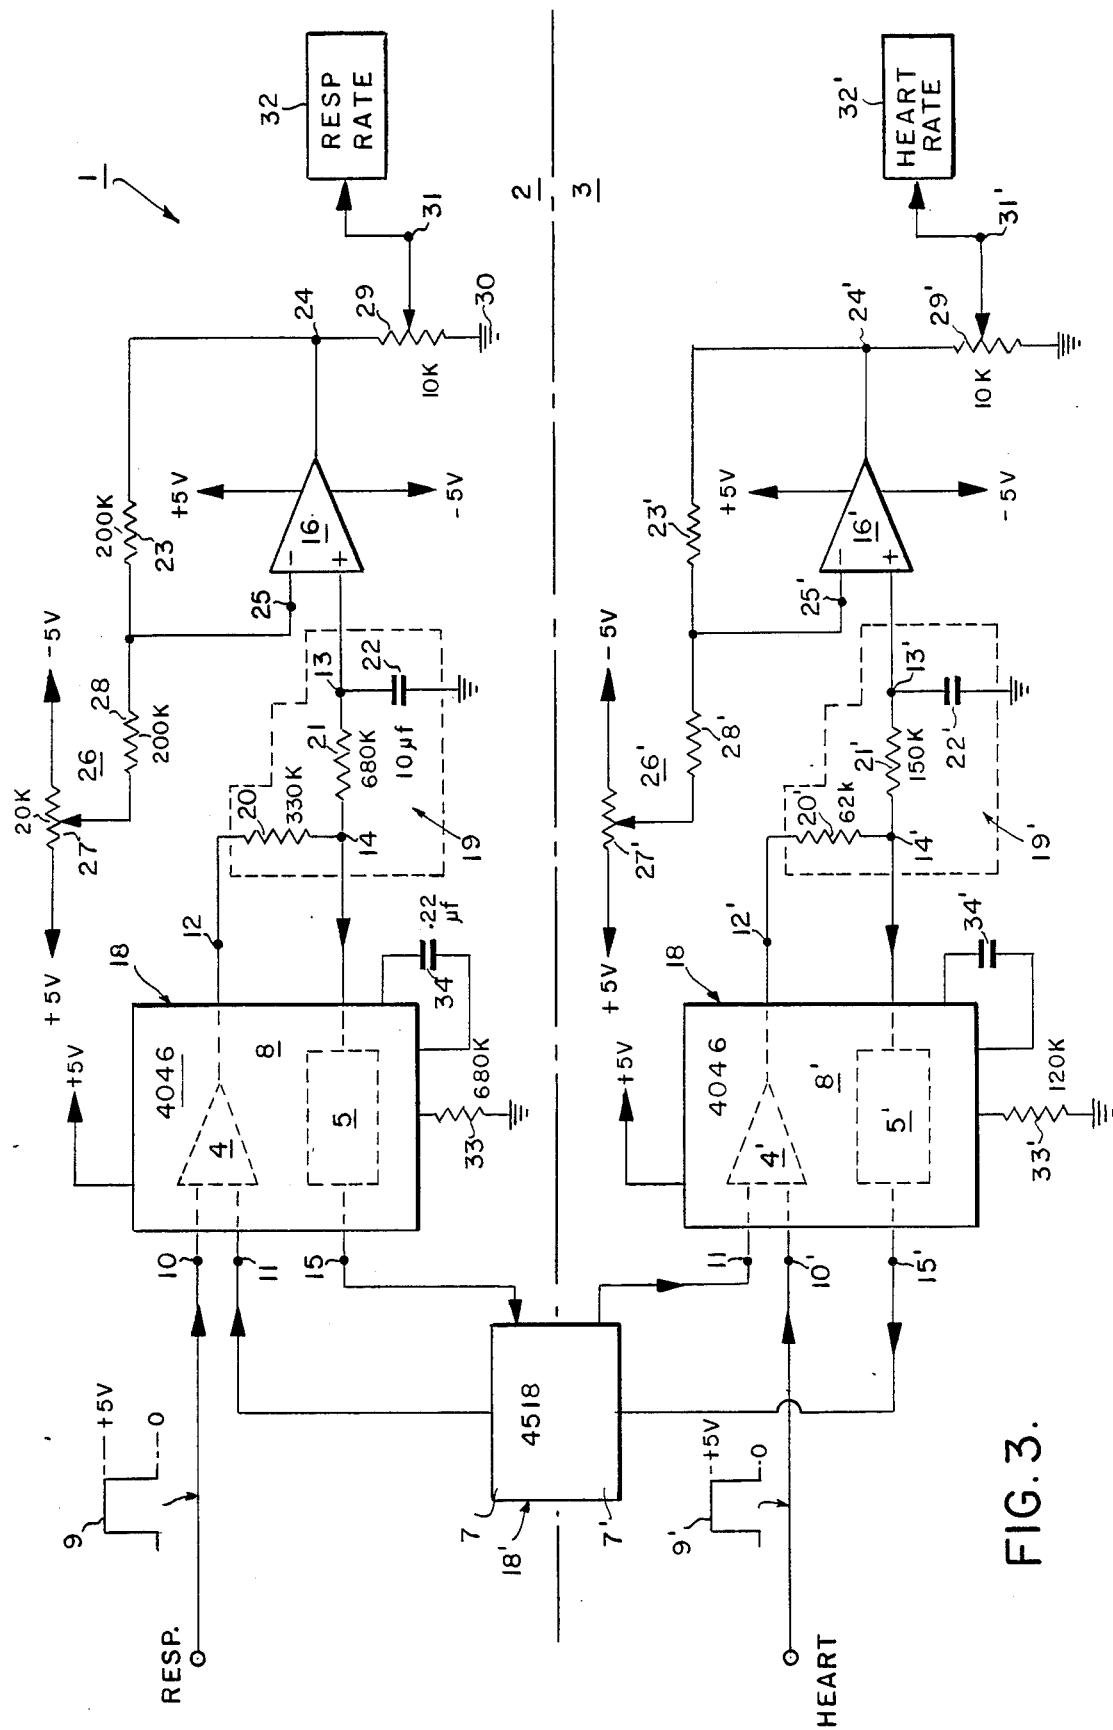 1
+5V
20K
-5V
27
26
28
200K
200K
23
24
25
+5V
16
-
+
-5V
29
10K
30
31
32
RESP
RATE
2
3
RESP.
9
+5V
0
10
11
15
+5V
18
4046
4
8
5
12
20
330K
14
21
680K
13
22
10 µf
19
34
.22
µf
33
680K
7
4518
18'
7'
HEART
9'
+5V
0
11
10'
15'
+5V
18
4046
4'
8'
5'
12'
20'
62k
14'
21'
150K
13'
22'
19'
34'
33'
120K
+5V
27'
-5V
26'
28'
23'
24'
25'
+5V
16'
-
+
-5V
29'
10K
31'
32'
HEART
RATE
FIG. 3.